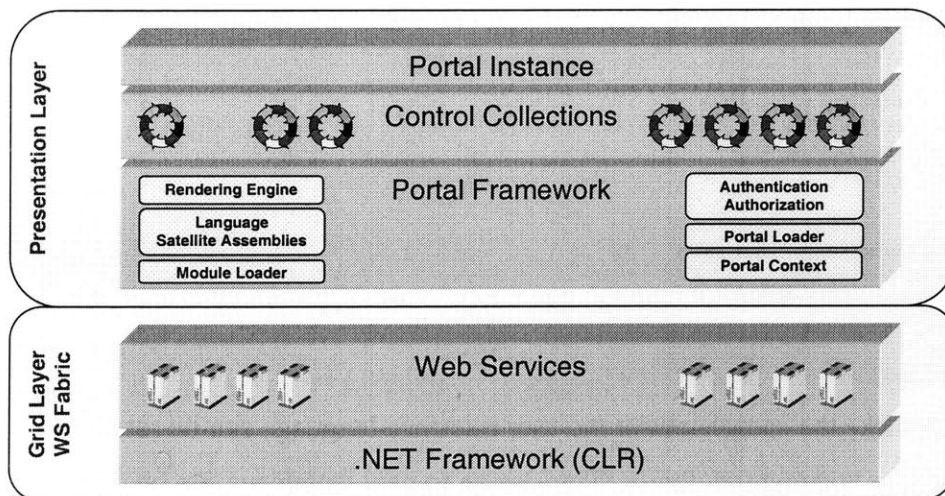 Presentation Layer
Portal Instance
Control Collections
Portal Framework
Rendering Engine
Language
Satellite Assemblies
Module Loader
Authentication
Authorization
Portal Loader
Portal Context
Grid Layer
WS Fabric
Web Services
.NET Framework (CLR)